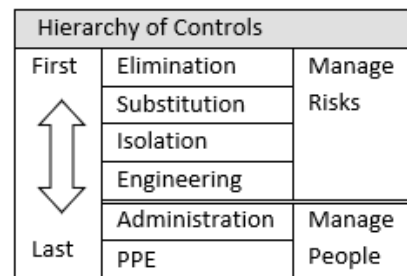 Hierarchy of Controls
First Elimination Manage
Substitution Risks
Isolation
Engineering
Administration Manage
Last PPE People